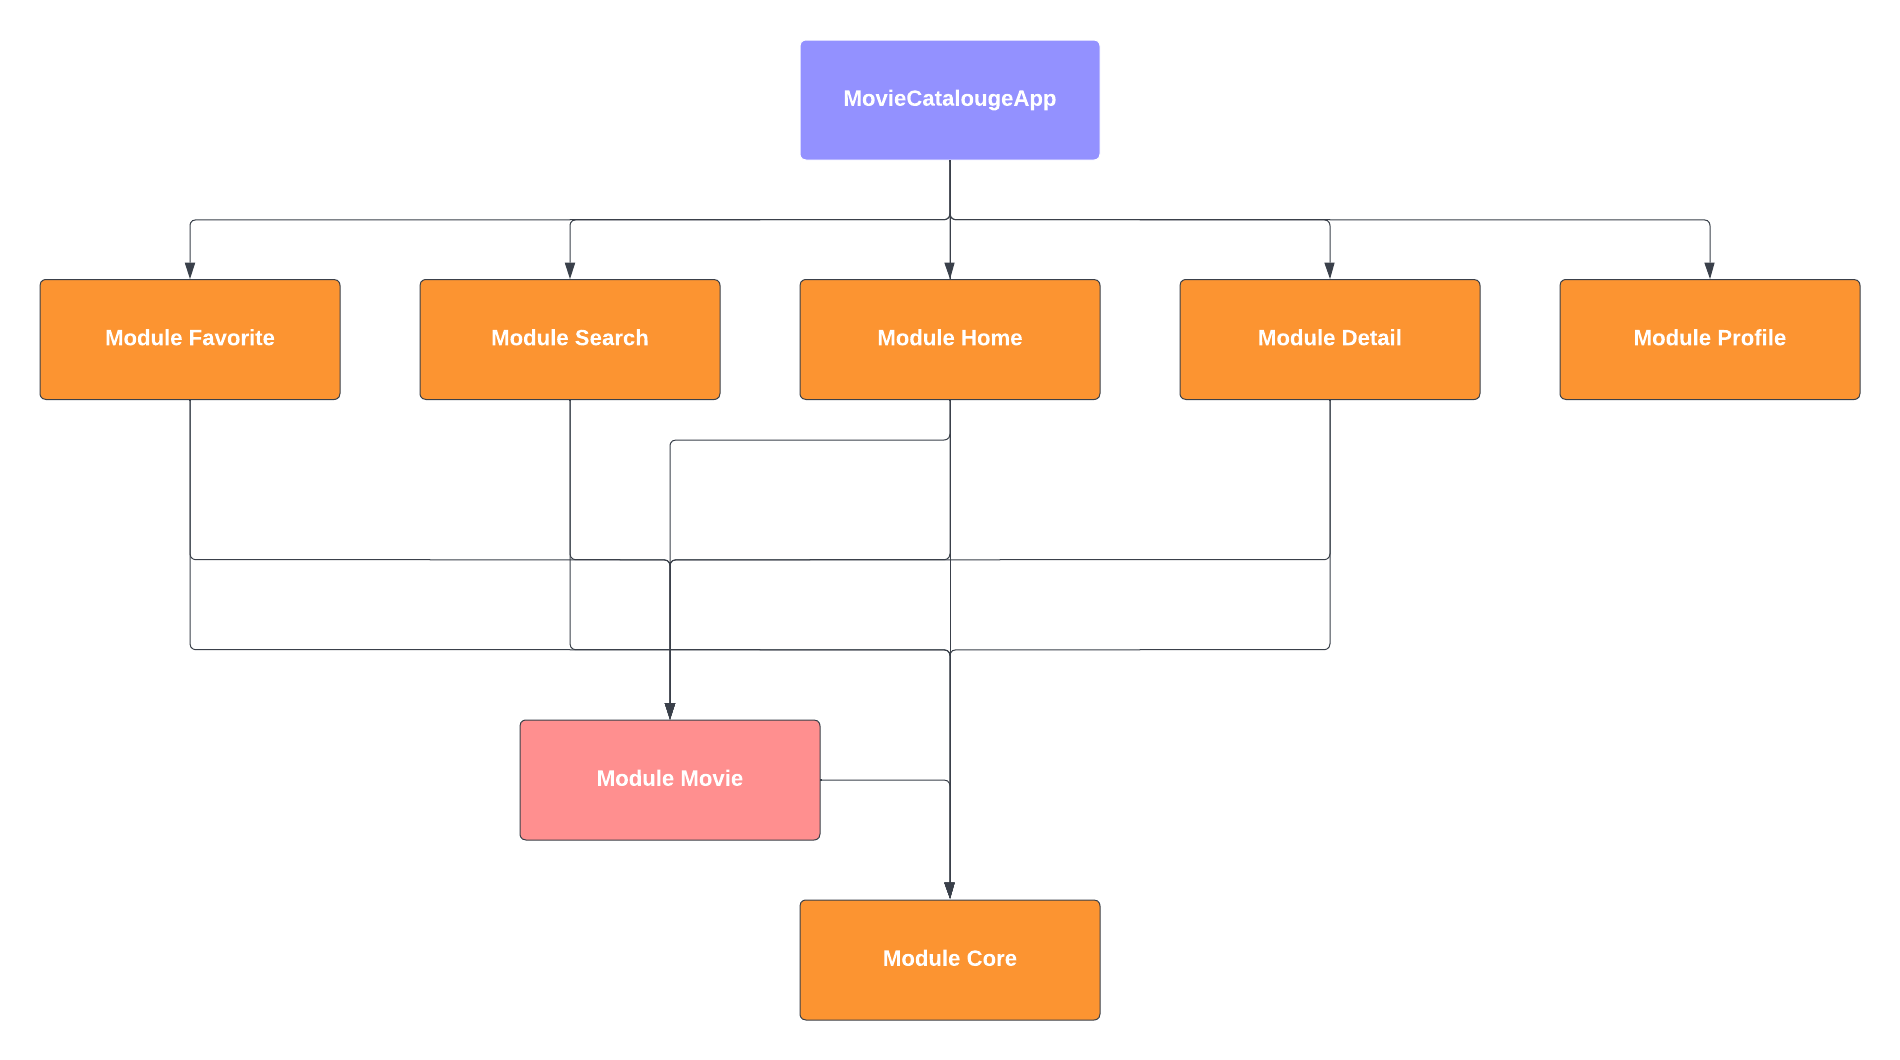 MovieCatalougeApp
Module Favorite
Module Search
Module Home
Module Detail
Module Profile
Module Movie
Module Core